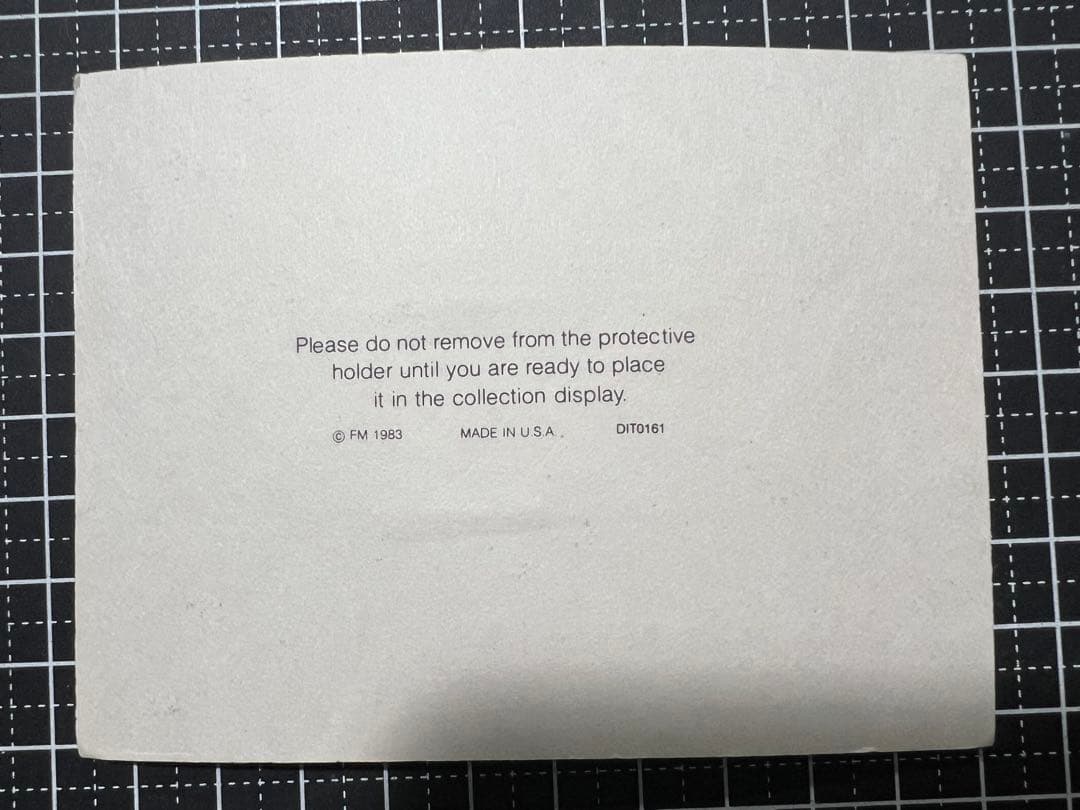 Please do not remove from the protective
holder until you are ready to place
it in the collection display.
© FM 1983 MADE IN U.S.A. DIT0161